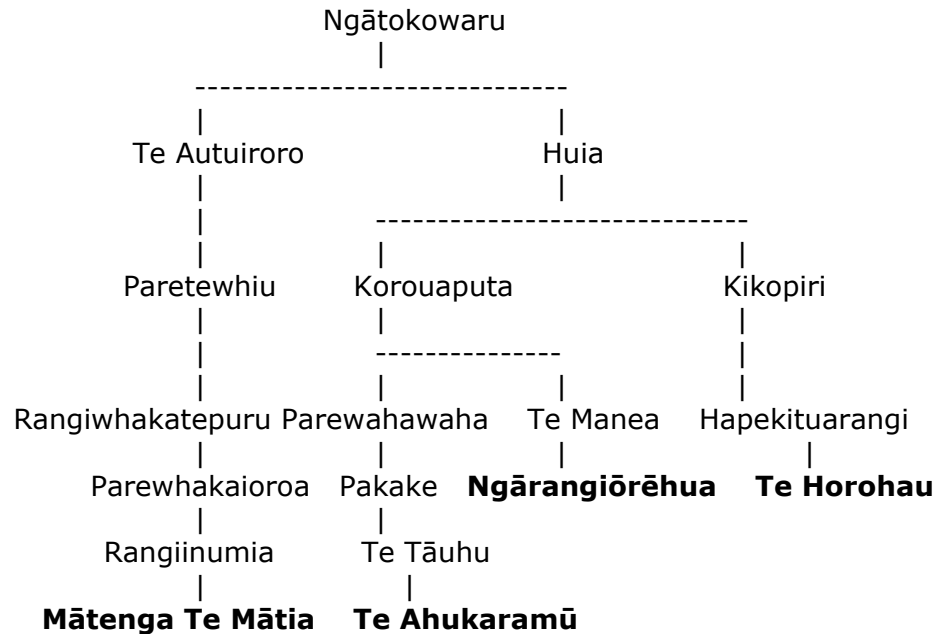 Ngātokowaru
Te Autuiroro Huia
Paretewhiu Korouaputa Kikopiri
Rangiwhakatepuru Parewahawaha Te Manea Hapekituarangi
Parewhakaioroa Pakake Ngārangiōrēhua Te Horohau
Rangiinumia Te Tāuhu
Mātenga Te Mātia Te Ahukaramū